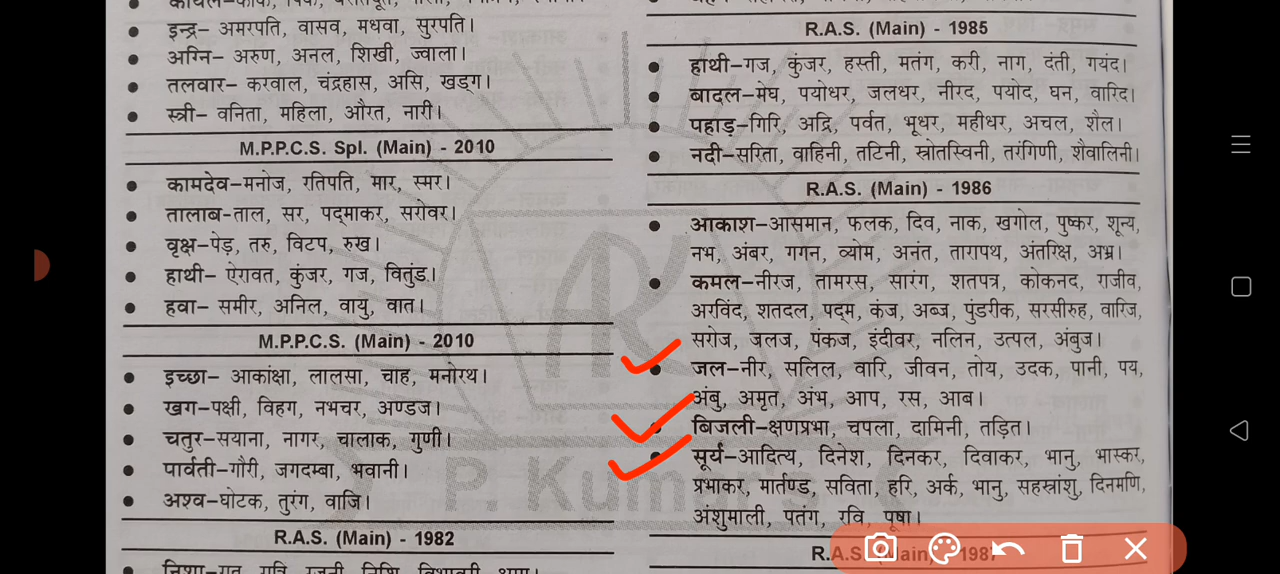 इन्द्र– अमरपति, वासव, मधवा, सुरपति।
अग्नि– अरुण, अनल, शिखी, ज्वाला।
तलवार– करवाल, चंद्रहास, असि, खड्ग।
स्त्री– वनिता, महिला, औरत, नारी।
M.P.P.C.S. Spl. (Main) - 2010
कामदेव–मनोज, रतिपति, मार, स्मर।
तालाब–ताल, सर, पद्माकर, सरोवर।
वृक्ष–पेड़, तरु, विटप, रुख।
हाथी– ऐरावत, कुंजर, गज, वितुंड।
हवा– समीर, अनिल, वायु, वात।
M.P.P.C.S. (Main) - 2010
इच्छा– आकांक्षा, लालसा, चाह, मनोरथ।
खग–पक्षी, विहग, नभचर, अण्डज।
चतुर–सयाना, नागर, चालाक, गुणी।
पार्वती–गौरी, जगदम्बा, भवानी।
अश्व–घोटक, तुरंग, वाजि।
R.A.S. (Main) - 1982
R.A.S. (Main) - 1985
हाथी–गज, कुंजर, हस्ती, मतंग, करी, नाग, दंती, गयंद।
बादल–मेघ, पयोधर, जलधर, नीरद, पयोद, घन, वारिद।
पहाड़–गिरि, अद्रि, पर्वत, भूधर, महीधर, अचल, शैल।
नदी–सरिता, वाहिनी, तटिनी, स्रोतस्विनी, तरंगिणी, शैवालिनी।
R.A.S. (Main) - 1986
आकाश–आसमान, फलक, दिव, नाक, खगोल, पुष्कर, शून्य,
नभ, अंबर, गगन, व्योम, अनंत, तारापथ, अंतरिक्ष, अभ्र।
कमल–नीरज, तामरस, सारंग, शतपत्र, कोकनद, राजीव,
अरविंद, शतदल, पद्म, कंज, अब्ज, पुंडरीक, सरसीरुह, वारिज,
सरोज, जलज, पंकज, इंदीवर, नलिन, उत्पल, अंबुज।
जल–नीर, सलिल, वारि, जीवन, तोय, उदक, पानी, पय,
अंबु, अमृत, अंभ, आप, रस, आब।
बिजली–क्षणप्रभा, चपला, दामिनी, तड़ित।
सूर्य–आदित्य, दिनेश, दिनकर, दिवाकर, भानु, भास्कर,
प्रभाकर, मार्तण्ड, सविता, हरि, अर्क, भानु, सहस्त्रांशु, दिनमणि,
अंशुमाली, पतंग, रवि, पूषा।
P. Kumar's